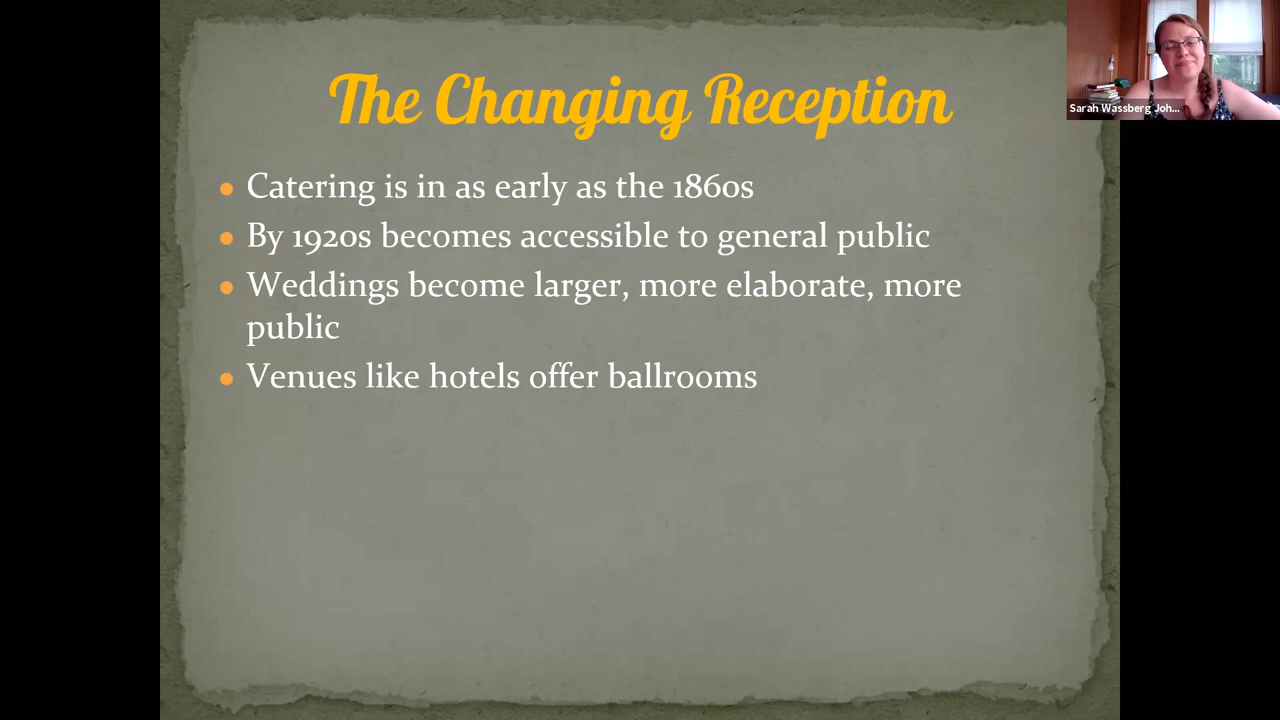 The Changing Reception
Sarah Wassberg Joh...
• Catering is in as early as the 1860s
• By 1920s becomes accessible to general public
• Weddings become larger, more elaborate, more
public
• Venues like hotels offer ballrooms